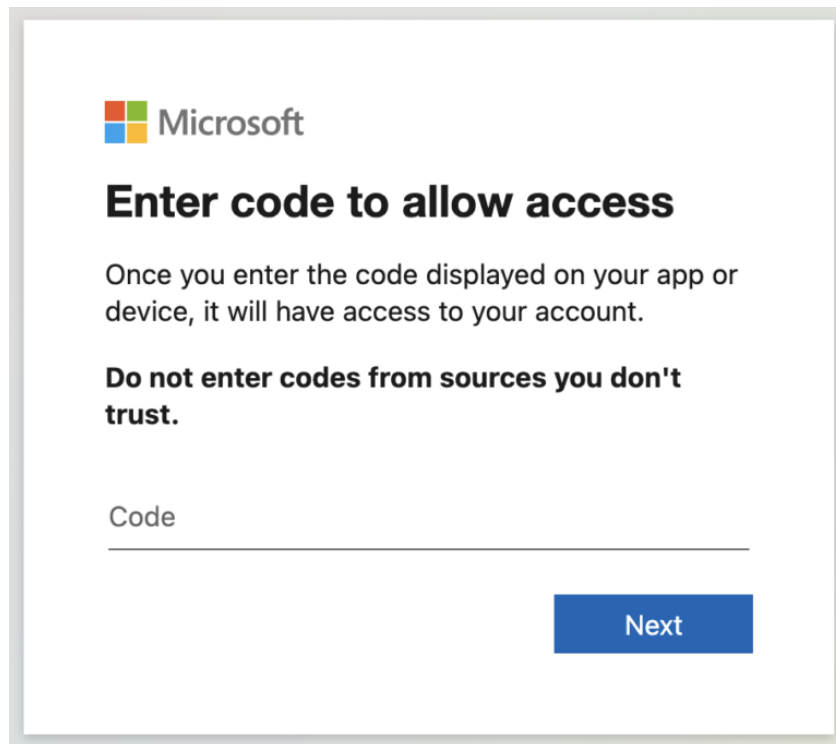 Microsoft
Enter code to allow access
Once you enter the code displayed on your app or
device, it will have access to your account.
Do not enter codes from sources you don't
trust.
Code
Next